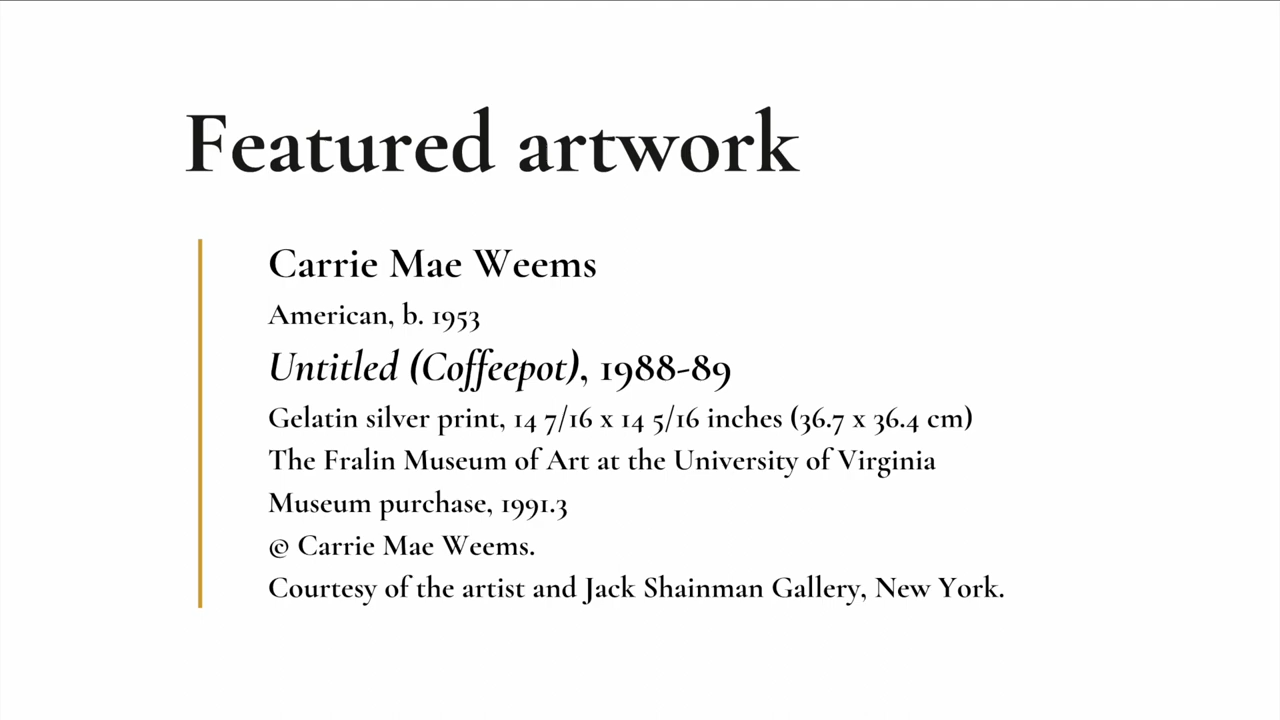 Featured artwork
Carrie Mae Weems
American, b. 1953
Untitled (Coffeepot), 1988-89
Gelatin silver print, 14 7/16 x 14 5/16 inches (36.7 x 36.4 cm)
The Fralin Museum of Art at the University of Virginia
Museum purchase, 1991.3
© Carrie Mae Weems.
Courtesy of the artist and Jack Shainman Gallery, New York.